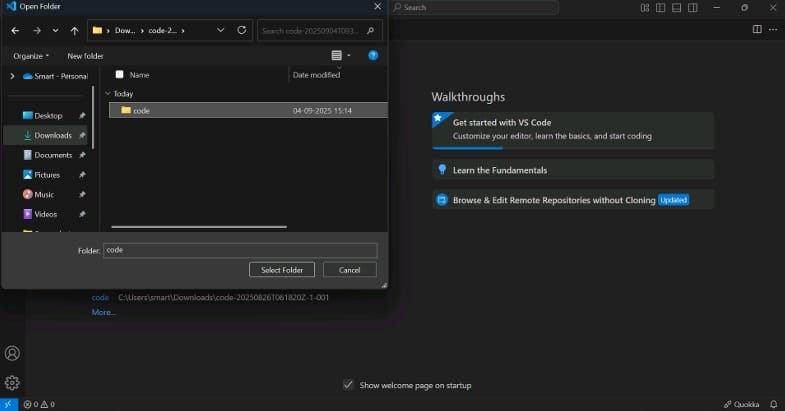 Open Folder
Search
Dow... › code-2... ›
Search code-20250904T093...
Organize
New folder
Name
Date modified
Smart - Personal
Today
code
04-09-2025 15:14
Desktop
Downloads
Documents
Pictures
Music
Videos
Folder:
code
Select Folder
Cancel
Walkthroughs
Get started with VS Code
Customize your editor, learn the basics, and start coding
Learn the Fundamentals
Browse & Edit Remote Repositories without Cloning
Updated
code C:\Users\smart\Downloads\code-20250826T061820Z-1-001
More...
Show welcome page on startup
0 0
Quokka